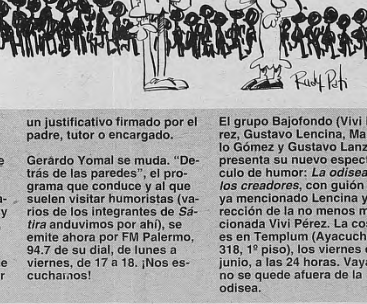 Rudy Pati
un justificativo firmado por el
padre, tutor o encargado.
Gerardo Yomal se muda. "De-
trás de las paredes", el pro-
grama que conduce y al que
suelen visitar humoristas (va-
rios de los integrantes de Sá-
tira anduvimos por ahí), se
emite ahora por FM Palermo,
94.7 de su dial, de lunes a
viernes, de 17 a 18. ¡Nos es-
cuchamos!
El grupo Bajofondo (Vivi
rez, Gustavo Lencina, Ma
lo Gómez y Gustavo Lanz
presenta su nuevo espect
culo de humor: La odisea
los creadores, con guión
ya mencionado Lencina y
rección de la no menos m
cionada Vivi Pérez. La cos
es en Templum (Ayacuch
318, 1º piso), los viernes
junio, a las 24 horas. Vaya
no se quede afuera de la
odisea.